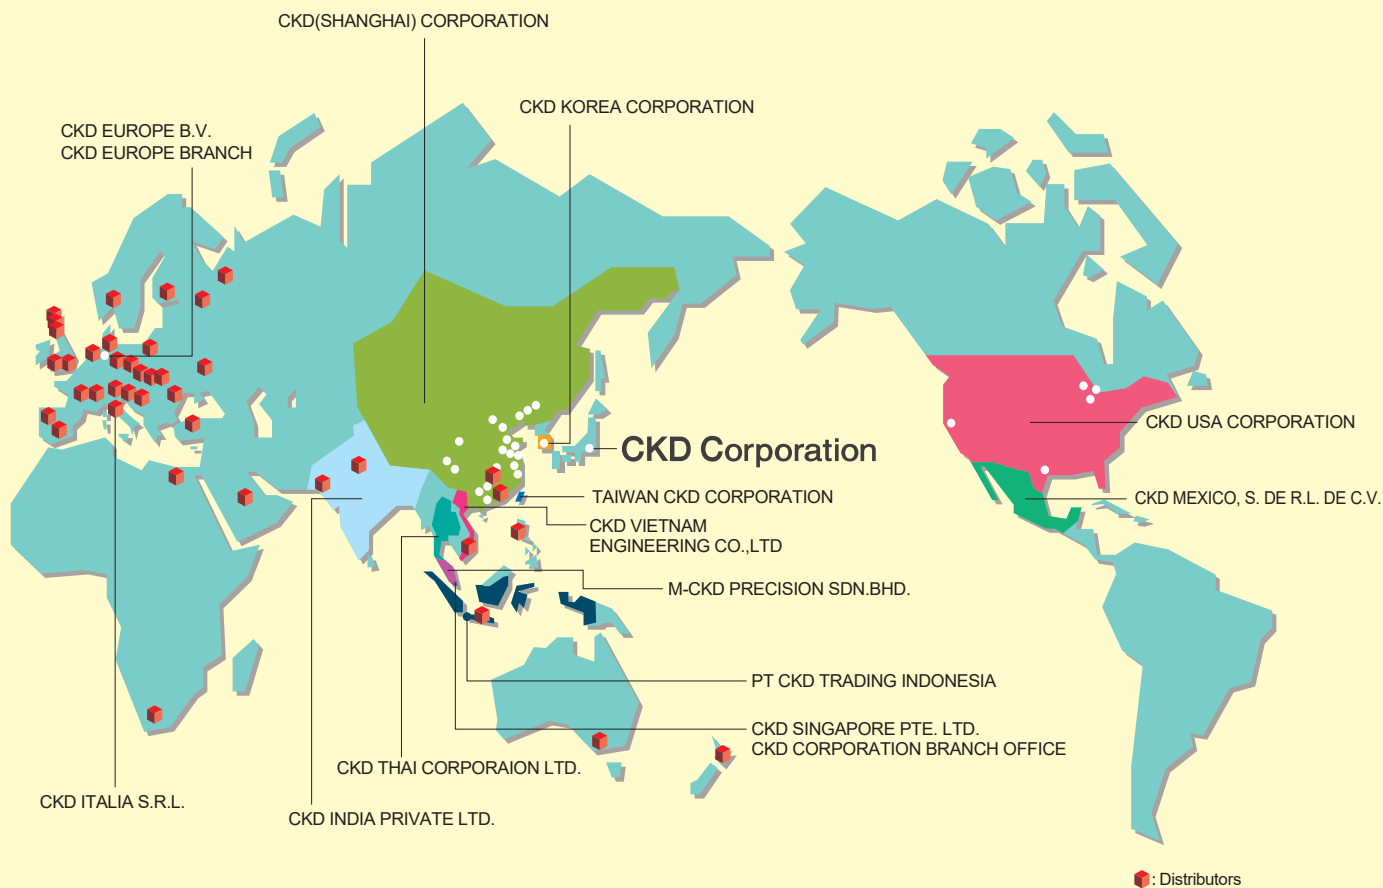 CKD(SHANGHAI) CORPORATION
CKD KOREA CORPORATION
CKD EUROPE B.V.
CKD EUROPE BRANCH
CKD USA CORPORATION
CKD Corporation
TAIWAN CKD CORPORATION
CKD MEXICO, S. DE R.L. DE C.V.
CKD VIETNAM
ENGINEERING CO.,LTD
M-CKD PRECISION SDN.BHD.
PT CKD TRADING INDONESIA
CKD SINGAPORE PTE. LTD.
CKD CORPORATION BRANCH OFFICE
CKD THAI CORPORAION LTD.
CKD ITALIA S.R.L.
CKD INDIA PRIVATE LTD.
: Distributors